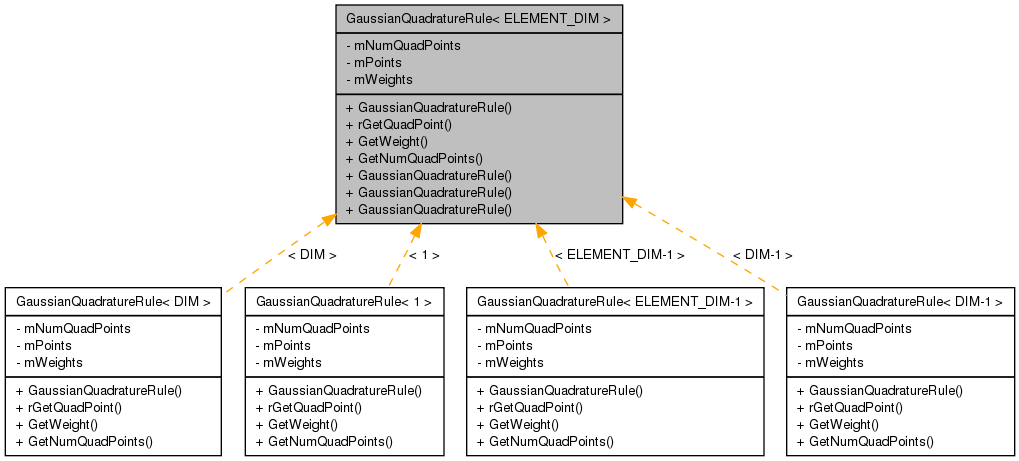 GaussianQuadratureRule< ELEMENT_DIM >
- mNumQuadPoints
- mPoints
- mWeights
+ GaussianQuadratureRule()
+ rGetQuadPoint()
+ GetWeight()
+ GetNumQuadPoints()
+ GaussianQuadratureRule()
+ GaussianQuadratureRule()
+ GaussianQuadratureRule()
< DIM >
< 1 >
< ELEMENT_DIM-1 >
< DIM-1 >
GaussianQuadratureRule< DIM >
- mNumQuadPoints
- mPoints
- mWeights
+ GaussianQuadratureRule()
+ rGetQuadPoint()
+ GetWeight()
+ GetNumQuadPoints()
GaussianQuadratureRule< 1 >
- mNumQuadPoints
- mPoints
- mWeights
+ GaussianQuadratureRule()
+ rGetQuadPoint()
+ GetWeight()
+ GetNumQuadPoints()
GaussianQuadratureRule< ELEMENT_DIM-1 >
- mNumQuadPoints
- mPoints
- mWeights
+ GaussianQuadratureRule()
+ rGetQuadPoint()
+ GetWeight()
+ GetNumQuadPoints()
GaussianQuadratureRule< DIM-1 >
- mNumQuadPoints
- mPoints
- mWeights
+ GaussianQuadratureRule()
+ rGetQuadPoint()
+ GetWeight()
+ GetNumQuadPoints()